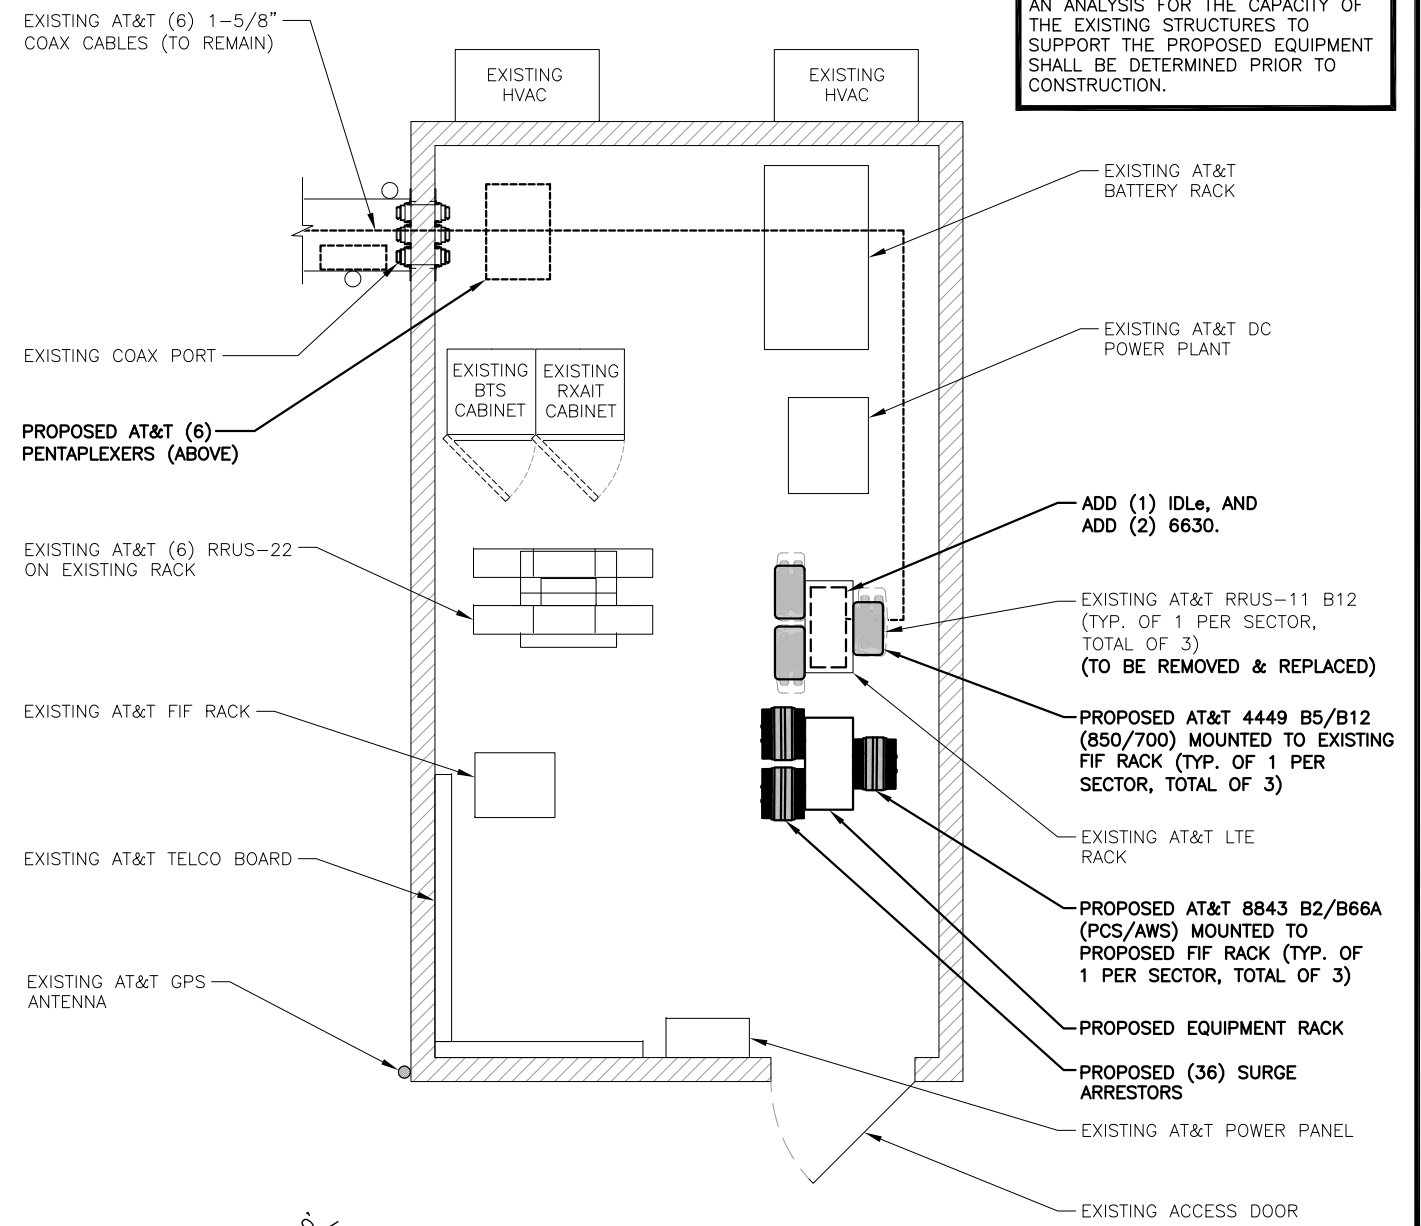 EXISTING AT&T (6) 1-5/8"
COAX CABLES (TO REMAIN)
EXISTING
HVAC
EXISTING
HVAC
AN ANALYSIS FOR THE CAPACITY OF
THE EXISTING STRUCTURES TO
SUPPORT THE PROPOSED EQUIPMENT
SHALL BE DETERMINED PRIOR TO
CONSTRUCTION.
EXISTING AT&T
BATTERY RACK
EXISTING COAX PORT
EXISTING AT&T DC
POWER PLANT
EXISTING
BTS
CABINET
EXISTING
RXAIT
CABINET
PROPOSED AT&T (6)
PENTAPLEXERS (ABOVE)
ADD (1) IDLe, AND
ADD (2) 6630.
EXISTING AT&T (6) RRUS-22
ON EXISTING RACK
EXISTING AT&T RRUS-11 B12
(TYP. OF 1 PER SECTOR,
TOTAL OF 3)
(TO BE REMOVED & REPLACED)
EXISTING AT&T FIF RACK
PROPOSED AT&T 4449 B5/B12
(850/700) MOUNTED TO EXISTING
FIF RACK (TYP. OF 1 PER
SECTOR, TOTAL OF 3)
EXISTING AT&T LTE
RACK
EXISTING AT&T TELCO BOARD
PROPOSED AT&T 8843 B2/B66A
(PCS/AWS) MOUNTED TO
PROPOSED FIF RACK (TYP. OF
1 PER SECTOR, TOTAL OF 3)
EXISTING AT&T GPS
ANTENNA
PROPOSED EQUIPMENT RACK
PROPOSED (36) SURGE
ARRESTORS
EXISTING AT&T POWER PANEL
EXISTING ACCESS DOOR